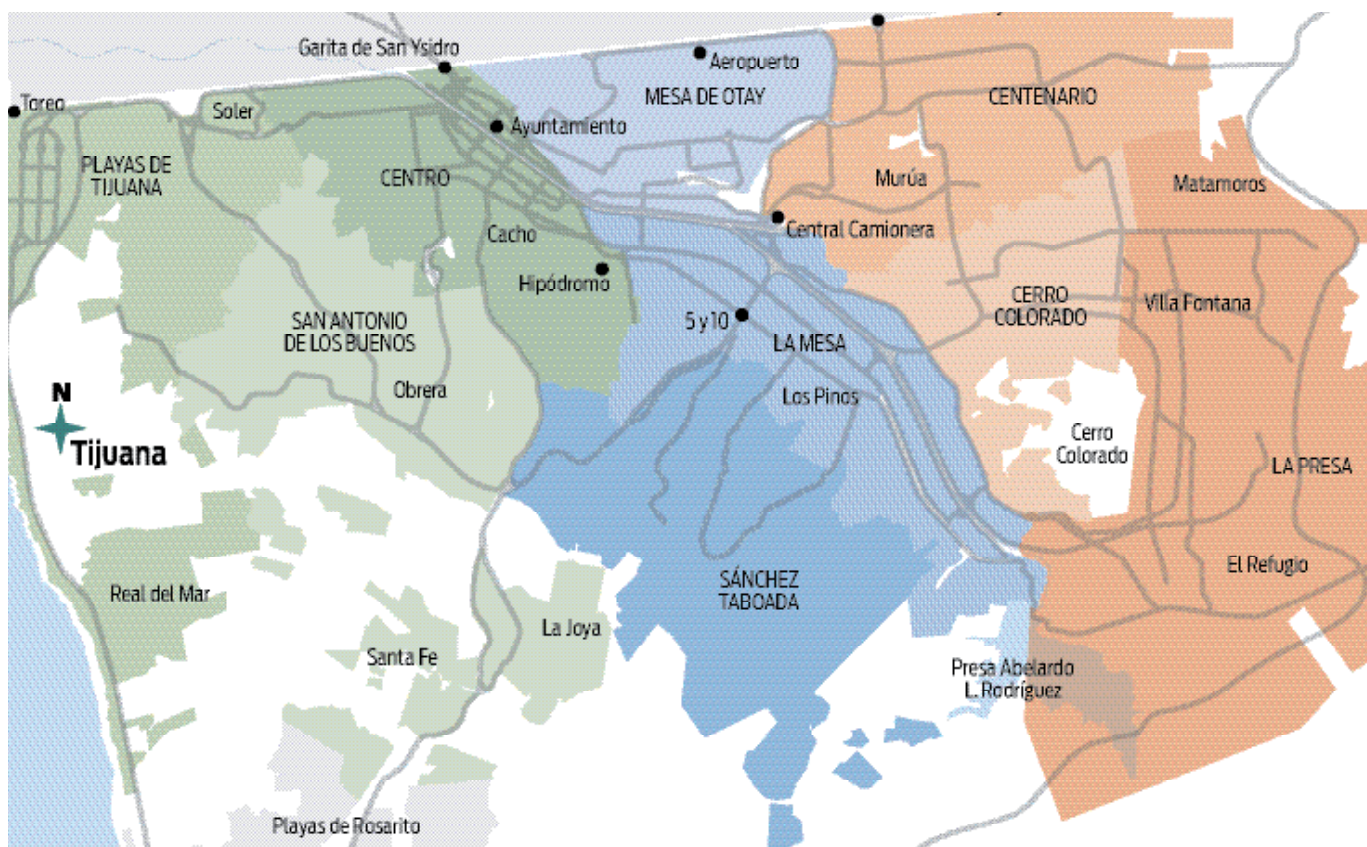 Garita de San Ysidro
Aeropuerto
Toreo
Soler
MESA DE OTAY
CENTENARIO
Ayuntamiento
PLAYAS DE
TIJUANA
CENTRO
Murúa
Matamoros
Cacho
Central Camionera
Hipódromo
SAN ANTONIO
DE LOS BUENOS
5 y 10
LA MESA
CERRO
COLORADO
Villa Fontana
Obrera
Los Pinos
N
Tijuana
Cerro
Colorado
LA PRESA
Real del Mar
SÁNCHEZ
TABOADA
El Refugio
La Joya
Santa Fe
Presa Abelardo
L. Rodríguez
Playas de Rosarito